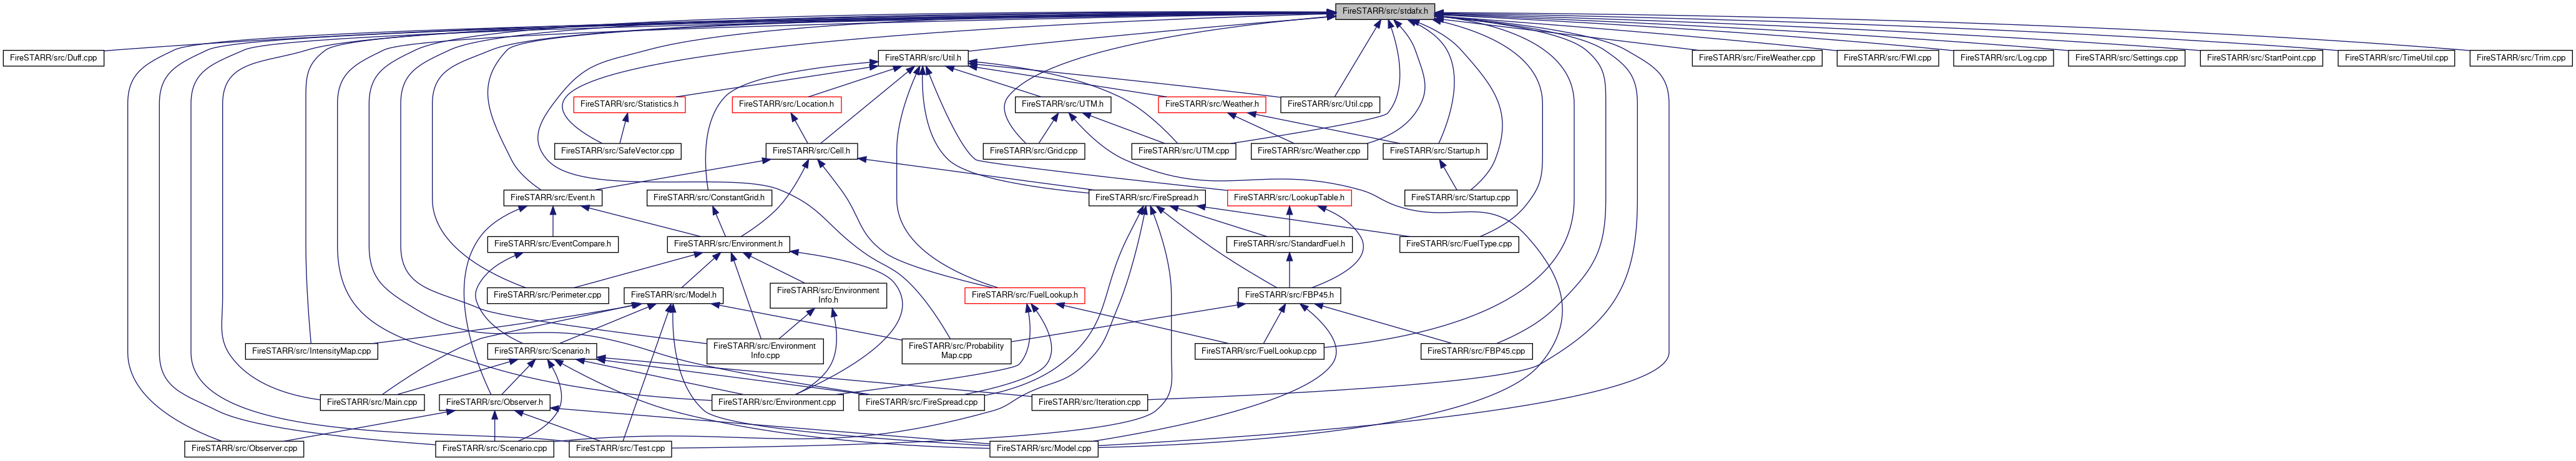 FireSTARR/src/stdafx.h
FireSTARR/src/Duff.cpp
FireSTARR/src/Util.h
FireSTARR/src/FireWeather.cpp
FireSTARR/src/FWI.cpp
FireSTARR/src/Log.cpp
FireSTARR/src/Settings.cpp
FireSTARR/src/StartPoint.cpp
FireSTARR/src/TimeUtil.cpp
FireSTARR/src/Trim.cpp
FireSTARR/src/Statistics.h
FireSTARR/src/Location.h
FireSTARR/src/UTM.h
FireSTARR/src/Weather.h
FireSTARR/src/Util.cpp
FireSTARR/src/SafeVector.cpp
FireSTARR/src/Cell.h
FireSTARR/src/Grid.cpp
FireSTARR/src/UTM.cpp
FireSTARR/src/Weather.cpp
FireSTARR/src/Startup.h
FireSTARR/src/Event.h
FireSTARR/src/ConstantGrid.h
FireSTARR/src/FireSpread.h
FireSTARR/src/LookupTable.h
FireSTARR/src/Startup.cpp
FireSTARR/src/EventCompare.h
FireSTARR/src/Environment.h
FireSTARR/src/StandardFuel.h
FireSTARR/src/FuelType.cpp
FireSTARR/src/Perimeter.cpp
FireSTARR/src/Model.h
FireSTARR/src/Environment
Info.h
FireSTARR/src/FuelLookup.h
FireSTARR/src/FBP45.h
FireSTARR/src/IntensityMap.cpp
FireSTARR/src/Scenario.h
FireSTARR/src/Environment
Info.cpp
FireSTARR/src/Probability
Map.cpp
FireSTARR/src/FuelLookup.cpp
FireSTARR/src/FBP45.cpp
FireSTARR/src/Main.cpp
FireSTARR/src/Observer.h
FireSTARR/src/Environment.cpp
FireSTARR/src/FireSpread.cpp
FireSTARR/src/Iteration.cpp
FireSTARR/src/Observer.cpp
FireSTARR/src/Scenario.cpp
FireSTARR/src/Test.cpp
FireSTARR/src/Model.cpp